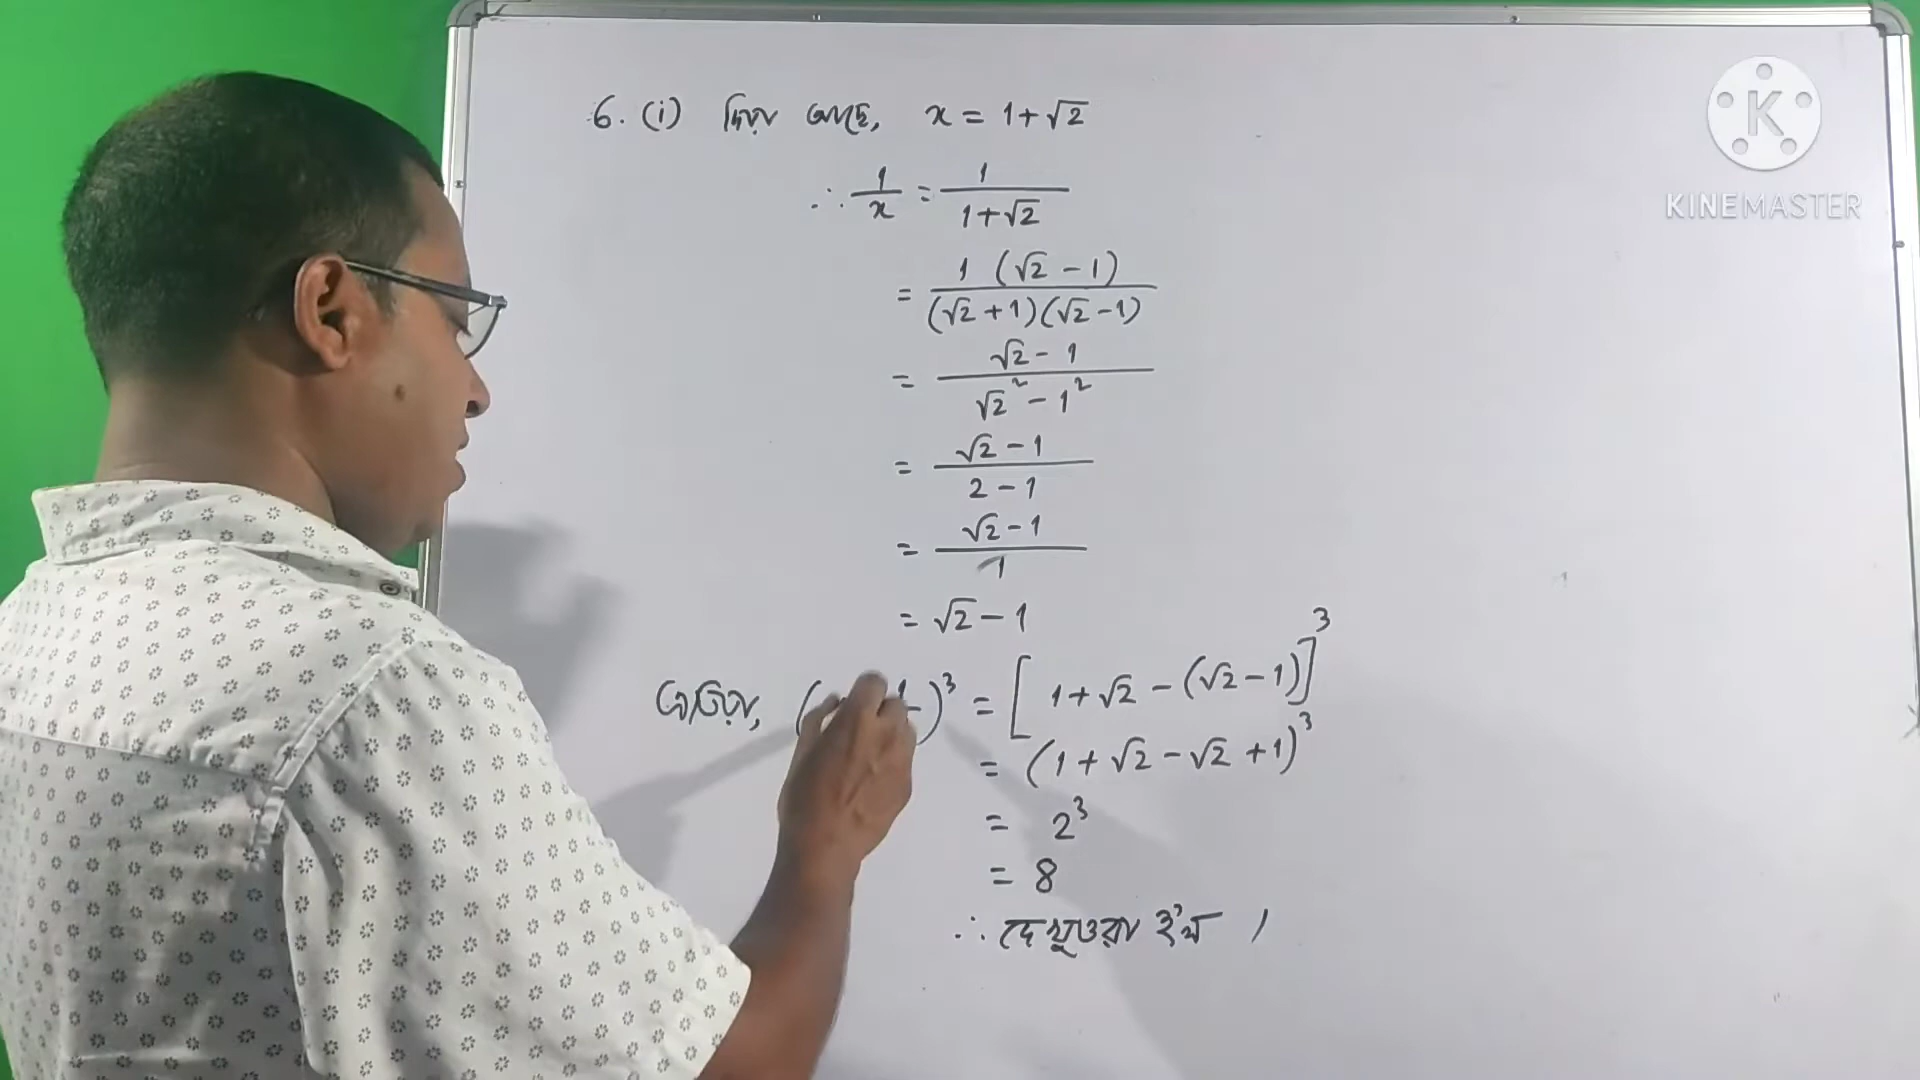 6. (i) দিয়া আছে, x = 1+√2
∴ 1/x = 1/(1+√2)
= 1 (√2 - 1)/(√2+1)(√2-1)
= (√2 - 1)/(√2² - 1²)
= (√2 - 1)/(2 - 1)
= (√2 - 1)/1
= √2 - 1
( )³ = [1+√2 - (√2-1)]³
= (1+√2-√2+1)³
= 2³
= 8
∴ দেখুওৱা হ'ল ।
K
KINEMASTER